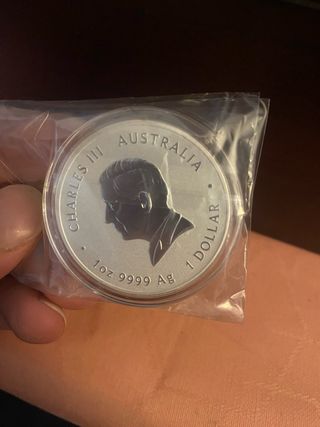 CHARLES III AUSTRALIA
• 1oz 9999 Ag 1 DOLLAR •